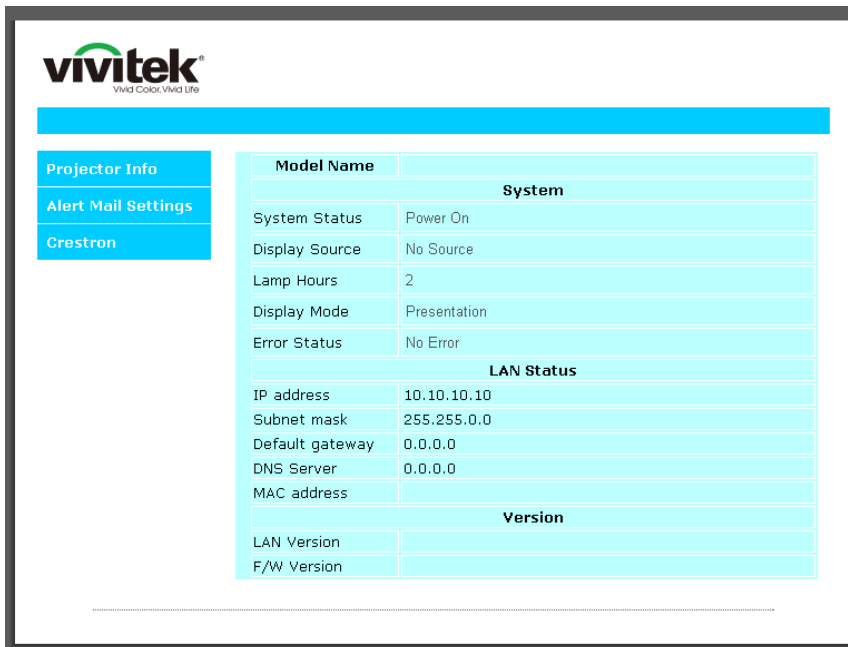 vivitek®
Vivid Color. Vivid Life
Projector Info
Alert Mail Settings
Crestron
Model Name
System
System Status Power On
Display Source No Source
Lamp Hours 2
Display Mode Presentation
Error Status No Error
LAN Status
IP address 10.10.10.10
Subnet mask 255.255.0.0
Default gateway 0.0.0.0
DNS Server 0.0.0.0
MAC address
Version
LAN Version
F/W Version